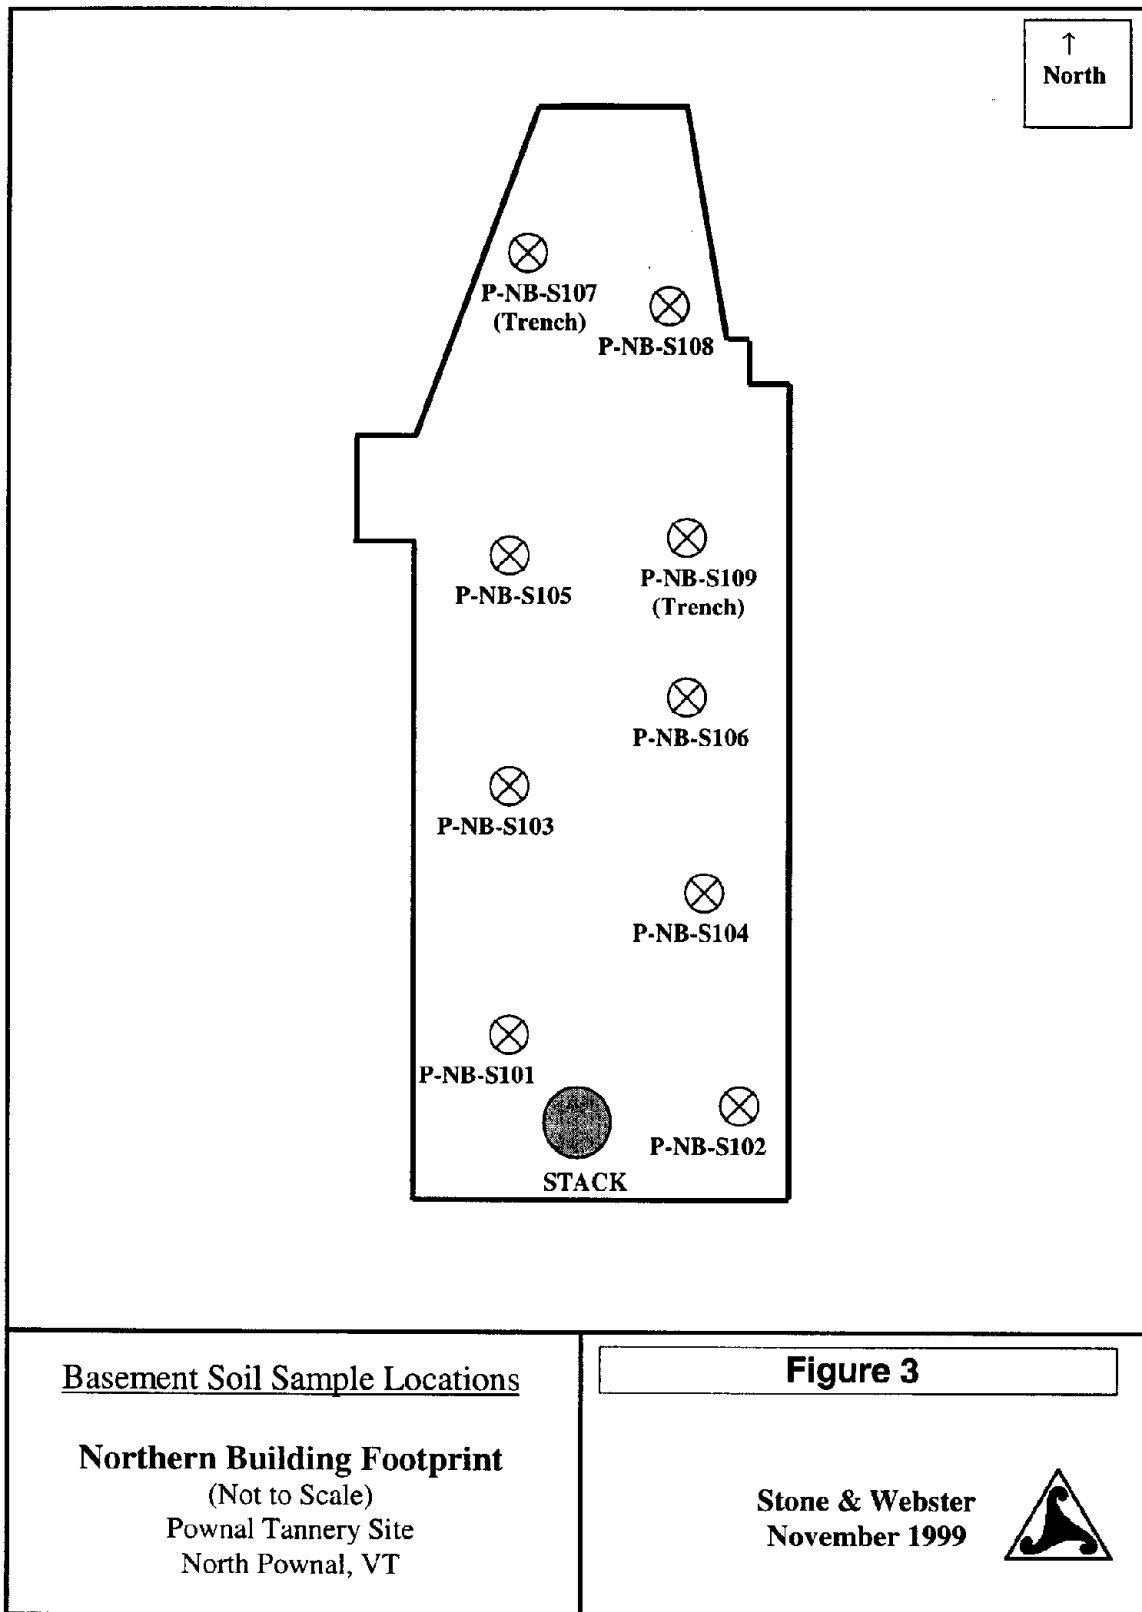 ↑
North
P-NB-S107
(Trench)
P-NB-S108
P-NB-S105
P-NB-S109
(Trench)
P-NB-S106
P-NB-S103
P-NB-S104
P-NB-S101
P-NB-S102
STACK
Basement Soil Sample Locations
Northern Building Footprint
(Not to Scale)
Pownal Tannery Site
North Pownal, VT
Figure 3
Stone & Webster
November 1999